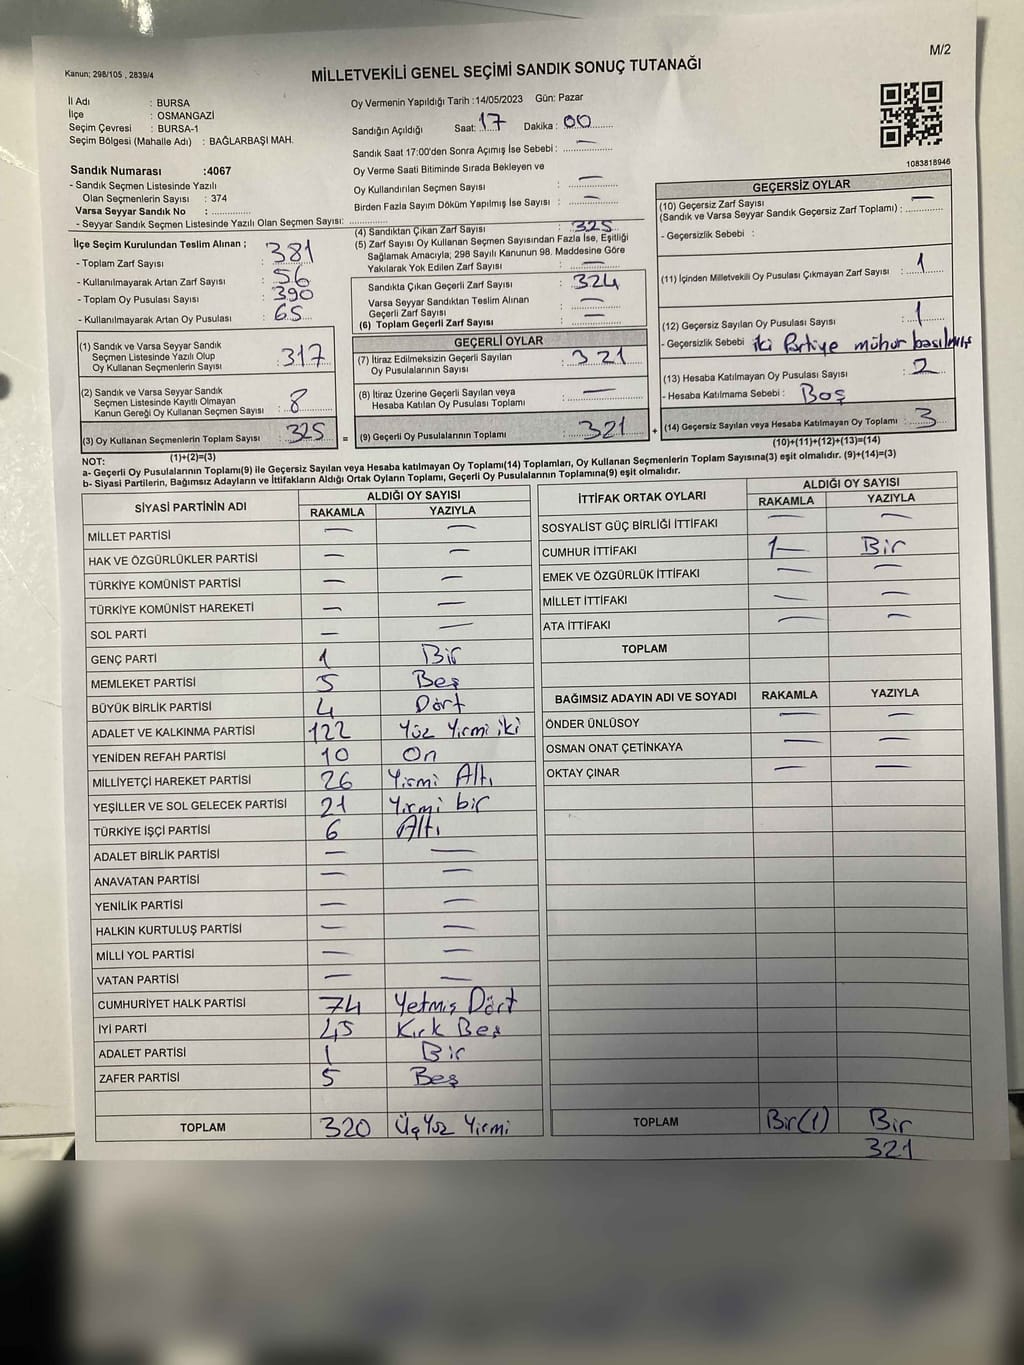 M/2
Kanun; 298/105 , 2839/4
MİLLETVEKİLİ GENEL SEÇİMİ SANDIK SONUÇ TUTANAĞI
İl Adı : BURSA
İlçe : OSMANGAZİ
Seçim Çevresi : BURSA-1
Seçim Bölgesi (Mahalle Adı) : BAĞLARBAŞI MAH.
Oy Vermenin Yapıldığı Tarih :14/05/2023 Gün: Pazar
Sandığın Açıldığı Saat: 17 Dakika : 00
Sandık Saat 17:00'den Sonra Açımış İse Sebebi : —
Oy Verme Saati Bitiminde Sırada Bekleyen ve
Oy Kullandırılan Seçmen Sayısı : —
Birden Fazla Sayım Döküm Yapılmış İse Sayısı : —
1083818946
Sandık Numarası :4067
- Sandık Seçmen Listesinde Yazılı
Olan Seçmenlerin Sayısı : 374
Varsa Seyyar Sandık No :
- Seyyar Sandık Seçmen Listesinde Yazılı Olan Seçmen Sayısı:
İlçe Seçim Kurulundan Teslim Alınan ;
- Toplam Zarf Sayısı : 381
- Kullanılmayarak Artan Zarf Sayısı : 56
- Toplam Oy Pusulası Sayısı : 390
- Kullanılmayarak Artan Oy Pusulası : 65
(1) Sandık ve Varsa Seyyar Sandık
Seçmen Listesinde Yazılı Olup
Oy Kullanan Seçmenlerin Sayısı : 317
(2) Sandık ve Varsa Seyyar Sandık
Seçmen Listesinde Kayıtlı Olmayan
Kanun Gereği Oy Kullanan Seçmen Sayısı : 8
(3) Oy Kullanan Seçmenlerin Toplam Sayısı : 325
(1)+(2)=(3)
(4) Sandıktan Çıkan Zarf Sayısı : 325
(5) Zarf Sayısı Oy Kullanan Seçmen Sayısından Fazla İse, Eşitliği
Sağlamak Amacıyla; 298 Sayılı Kanunun 98. Maddesine Göre
Yakılarak Yok Edilen Zarf Sayısı : —
Sandıkta Çıkan Geçerli Zarf Sayısı : 324
Varsa Seyyar Sandıktan Teslim Alınan
Geçerli Zarf Sayısı : —
(6) Toplam Geçerli Zarf Sayısı : —
GEÇERLİ OYLAR
(7) İtiraz Edilmeksizin Geçerli Sayılan
Oy Pusulalarının Sayısı : 321
(8) İtiraz Üzerine Geçerli Sayılan veya
Hesaba Katılan Oy Pusulası Toplamı : —
= (9) Geçerli Oy Pusulalarının Toplamı : 321 +
GEÇERSİZ OYLAR
(10) Geçersiz Zarf Sayısı
(Sandık ve Varsa Seyyar Sandık Geçersiz Zarf Toplamı) : —
- Geçersizlik Sebebi :
(11) İçinden Milletvekili Oy Pusulası Çıkmayan Zarf Sayısı : 1
(12) Geçersiz Sayılan Oy Pusulası Sayısı : 1
- Geçersizlik Sebebi : iki Partiye mühür basılmış
(13) Hesaba Katılmayan Oy Pusulası Sayısı : 2
- Hesaba Katılmama Sebebi : Boş
(14) Geçersiz Sayılan veya Hesaba Katılmayan Oy Toplamı : 3
(10)+(11)+(12)+(13)=(14)
NOT:
a- Geçerli Oy Pusulalarının Toplamı(9) ile Geçersiz Sayılan veya Hesaba katılmayan Oy Toplamı(14) Toplamları, Oy Kullanan Seçmenlerin Toplam Sayısına(3) eşit olmalıdır. (9)+(14)=(3)
b- Siyasi Partilerin, Bağımsız Adayların ve İttifakların Aldığı Ortak Oyların Toplamı, Geçerli Oy Pusulalarının Toplamına(9) eşit olmalıdır.
SİYASİ PARTİNİN ADI ALDIĞI OY SAYISI
RAKAMLA YAZIYLA
MİLLET PARTİSİ — —
HAK VE ÖZGÜRLÜKLER PARTİSİ — —
TÜRKİYE KOMÜNİST PARTİSİ — —
TÜRKİYE KOMÜNİST HAREKETİ — —
SOL PARTİ — —
GENÇ PARTİ 1 Bir
MEMLEKET PARTİSİ 5 Beş
BÜYÜK BİRLİK PARTİSİ 4 Dört
ADALET VE KALKINMA PARTİSİ 122 Yüz Yirmi iki
YENİDEN REFAH PARTİSİ 10 On
MİLLİYETÇİ HAREKET PARTİSİ 26 Yirmi Altı
YEŞİLLER VE SOL GELECEK PARTİSİ 21 Yirmi bir
TÜRKİYE İŞÇİ PARTİSİ 6 Altı
ADALET BİRLİK PARTİSİ — —
ANAVATAN PARTİSİ — —
YENİLİK PARTİSİ — —
HALKIN KURTULUŞ PARTİSİ — —
MİLLİ YOL PARTİSİ — —
VATAN PARTİSİ — —
CUMHURİYET HALK PARTİSİ 74 Yetmiş Dört
İYİ PARTİ 45 Kırk Beş
ADALET PARTİSİ 1 Bir
ZAFER PARTİSİ 5 Beş
TOPLAM 320 Üç Yüz Yirmi
İTTİFAK ORTAK OYLARI ALDIĞI OY SAYISI
RAKAMLA YAZIYLA
SOSYALİST GÜÇ BİRLİĞİ İTTİFAKI — —
CUMHUR İTTİFAKI 1— Bir
EMEK VE ÖZGÜRLÜK İTTİFAKI — —
MİLLET İTTİFAKI — —
ATA İTTİFAKI — —
TOPLAM
BAĞIMSIZ ADAYIN ADI VE SOYADI RAKAMLA YAZIYLA
ÖNDER ÜNLÜSOY — —
OSMAN ONAT ÇETİNKAYA — —
OKTAY ÇINAR — —
TOPLAM Bir(1) Bir
321